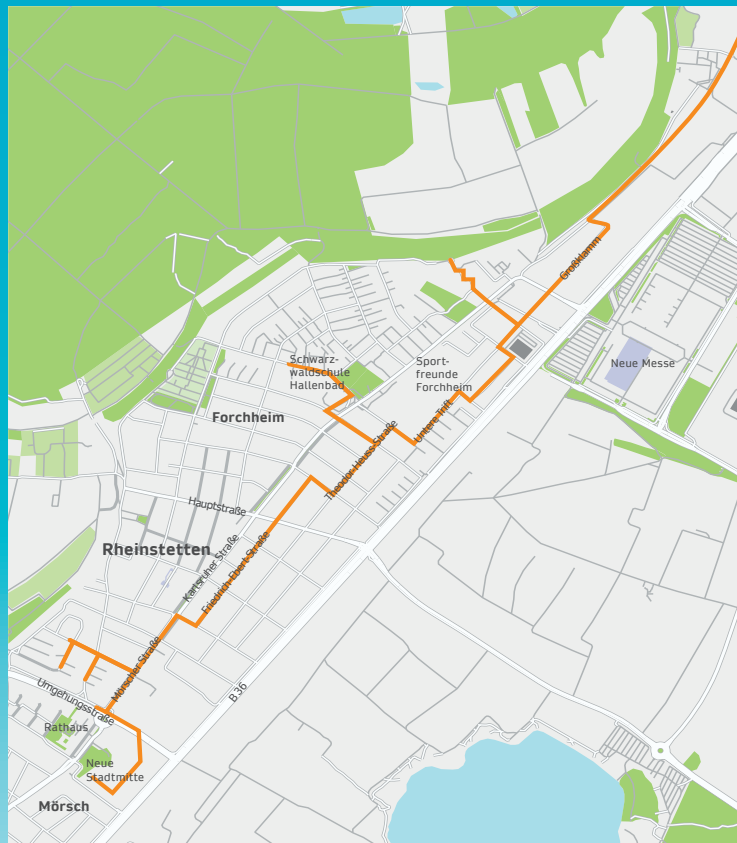 Großklamm
Schwarz-
waldschule
Hallenbad
Sport-
freunde
Forchheim
Neue Messe
Forchheim
Untere Trift
Theodor-Heuss-Straße
Hauptstraße
Rheinstetten
Karlsruher Straße
Friedrich-Ebert-Straße
Mörscher Straße
Umgehungsstraße
B 36
Rathaus
Neue
Stadtmitte
Mörsch